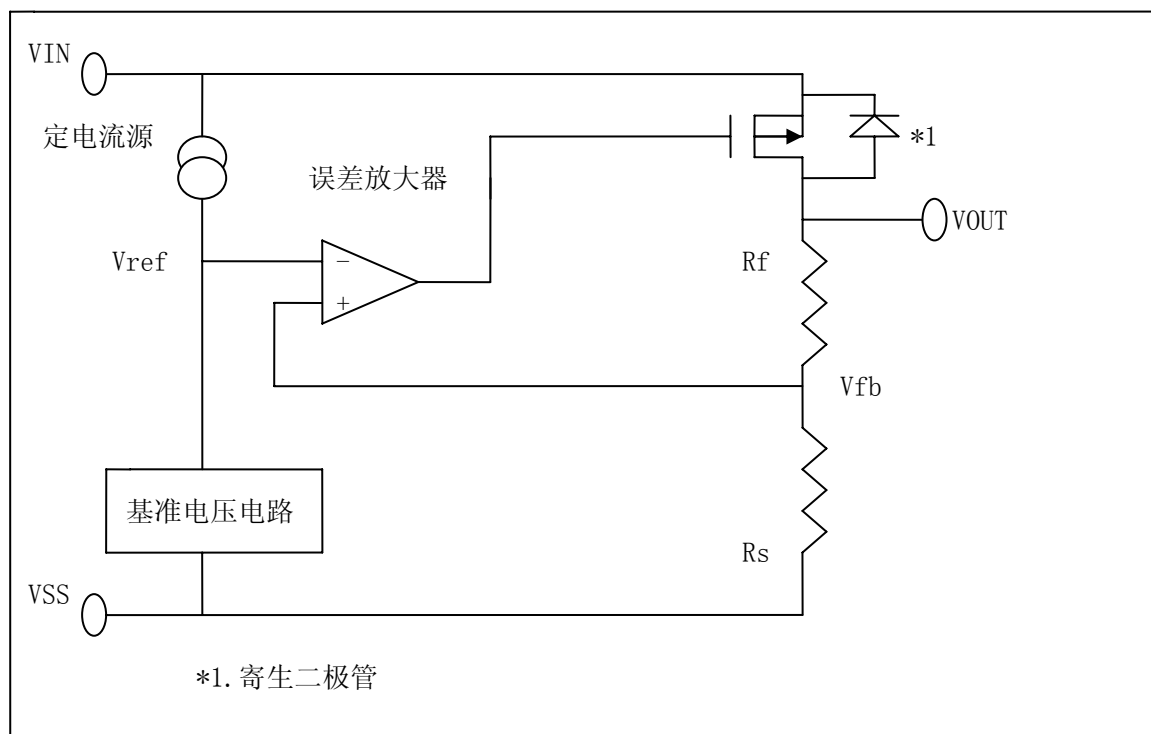 VIN
定电流源
*1
误差放大器
VOUT
Vref
Rf
−
+
Vfb
基准电压电路
Rs
VSS
*1.寄生二极管